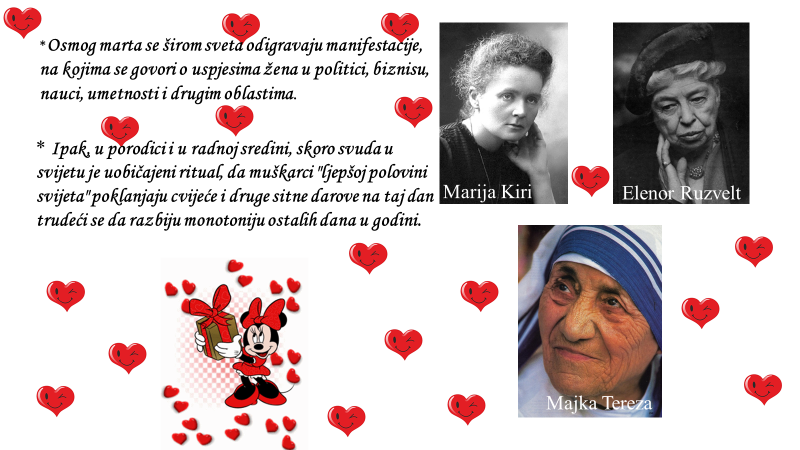 * Osmog marta se širom sveta odigravaju manifestacije,
na kojima se govori o uspjesima žena u politici, biznisu,
nauci, umetnosti i drugim oblastima.
* Ipak, u porodici i u radnoj sredini, skoro svuda u
svijetu je uobičajeni ritual, da muškarci "ljepšoj polovini
svijeta" poklanjaju cvijeće i druge sitne darove na taj dan
trudeći se da razbiju monotoniju ostalih dana u godini.
Marija Kiri
Elenor Ruzvelt
Majka Tereza